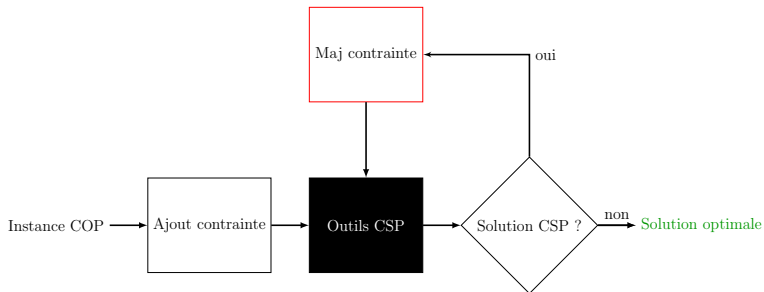 Maj contrainte
oui
Instance COP
Ajout contrainte
Outils CSP
Solution CSP ?
non
Solution optimale